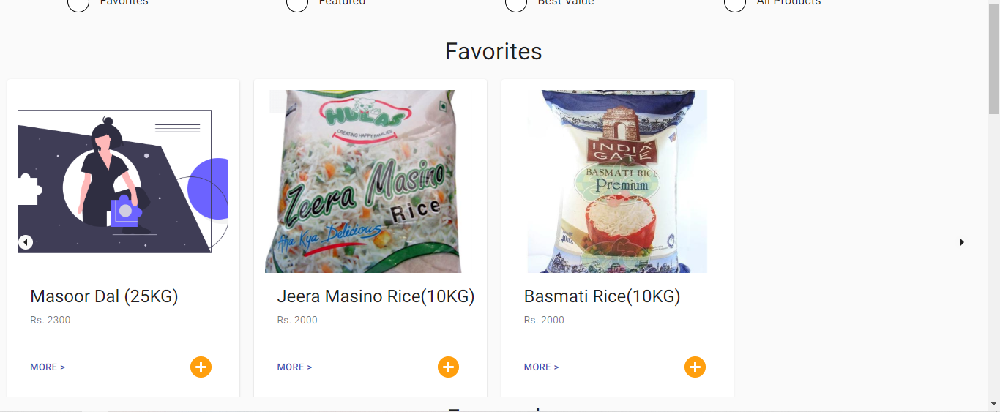 Favorites
Featured
Best Value
All Products
Favorites
HULAS
CREATING HAPPY FAMILIES
Zeera Masino
Rice
Aha Kya Delicious
INDIA
GATE
BASMATI RICE
Premium
10 lbs.
Masoor Dal (25KG)
Rs. 2300
MORE >
Jeera Masino Rice(10KG)
Rs. 2000
MORE >
Basmati Rice(10KG)
Rs. 2000
MORE >